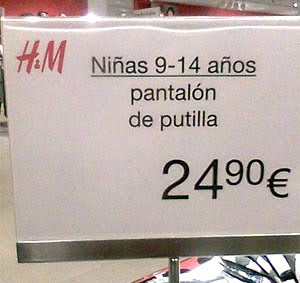 H&M
Niñas 9-14 años
pantalón
de putilla
24⁹⁰€